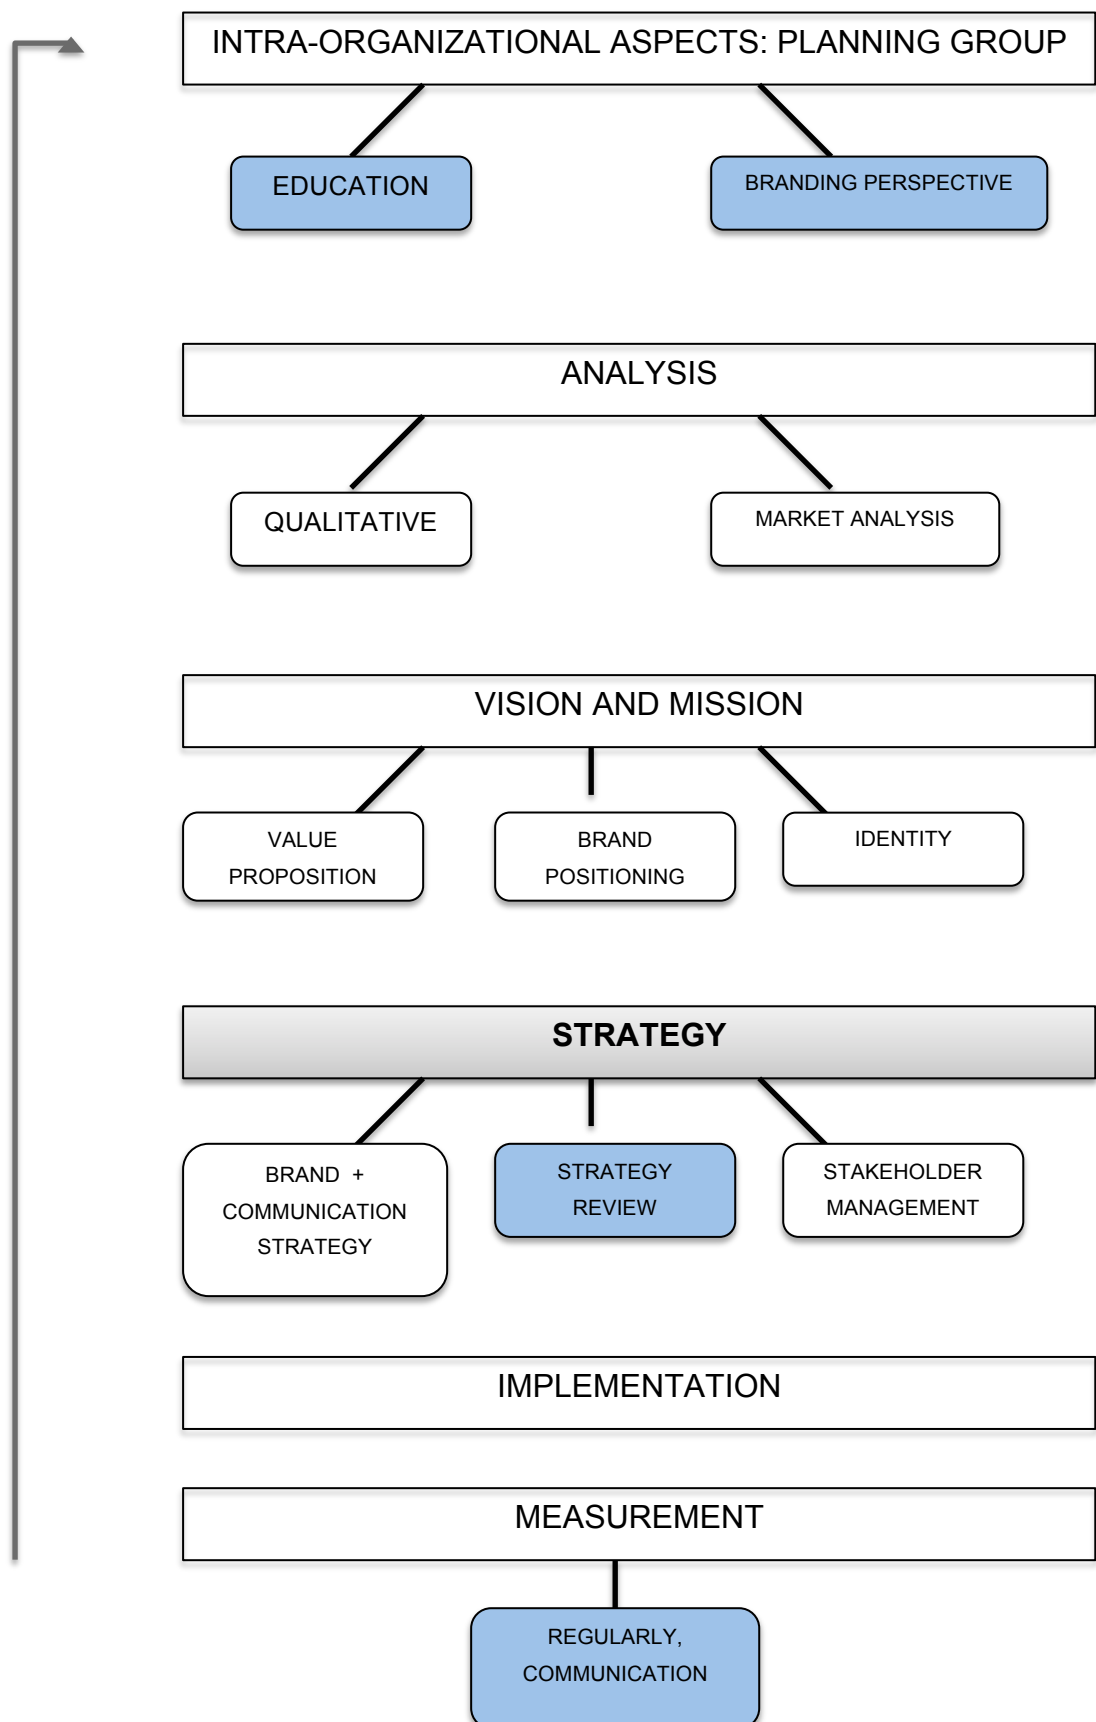 INTRA-ORGANIZATIONAL ASPECTS: PLANNING GROUP
EDUCATION
BRANDING PERSPECTIVE
ANALYSIS
QUALITATIVE
MARKET ANALYSIS
VISION AND MISSION
VALUE
PROPOSITION
BRAND
POSITIONING
IDENTITY
STRATEGY
BRAND +
COMMUNICATION
STRATEGY
STRATEGY
REVIEW
STAKEHOLDER
MANAGEMENT
IMPLEMENTATION
MEASUREMENT
REGULARLY,
COMMUNICATION